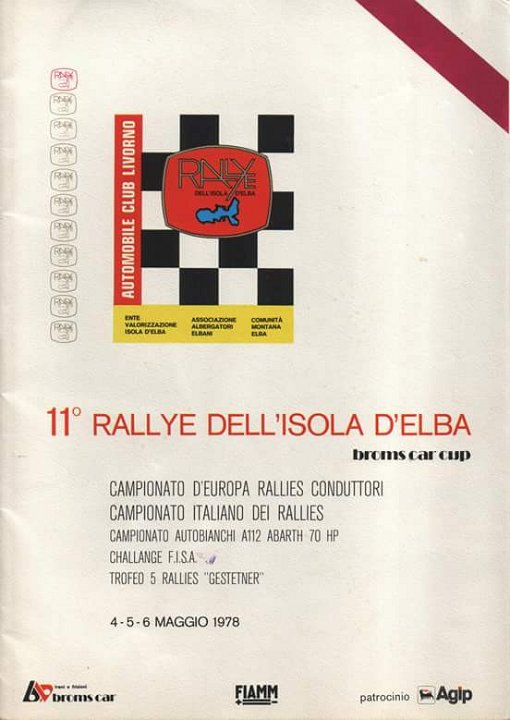 AUTOMOBILE CLUB LIVORNO
RALLYE
DELL'ISOLA D'ELBA
ENTE
VALORIZZAZIONE
ISOLA D'ELBA
ASSOCIAZIONE
ALBERGATORI
ELBANI
COMUNITÀ
MONTANA
ELBA
11° RALLYE DELL'ISOLA D'ELBA
broms car cup
CAMPIONATO D'EUROPA RALLIES CONDUTTORI
CAMPIONATO ITALIANO DEI RALLIES
CAMPIONATO AUTOBIANCHI A112 ABARTH 70 HP
CHALLANGE F.I.S.A.
TROFEO 5 RALLIES "GESTETNER"
4-5-6 MAGGIO 1978
freni e frizioni
broms car
FIAMM
patrocinio Agip